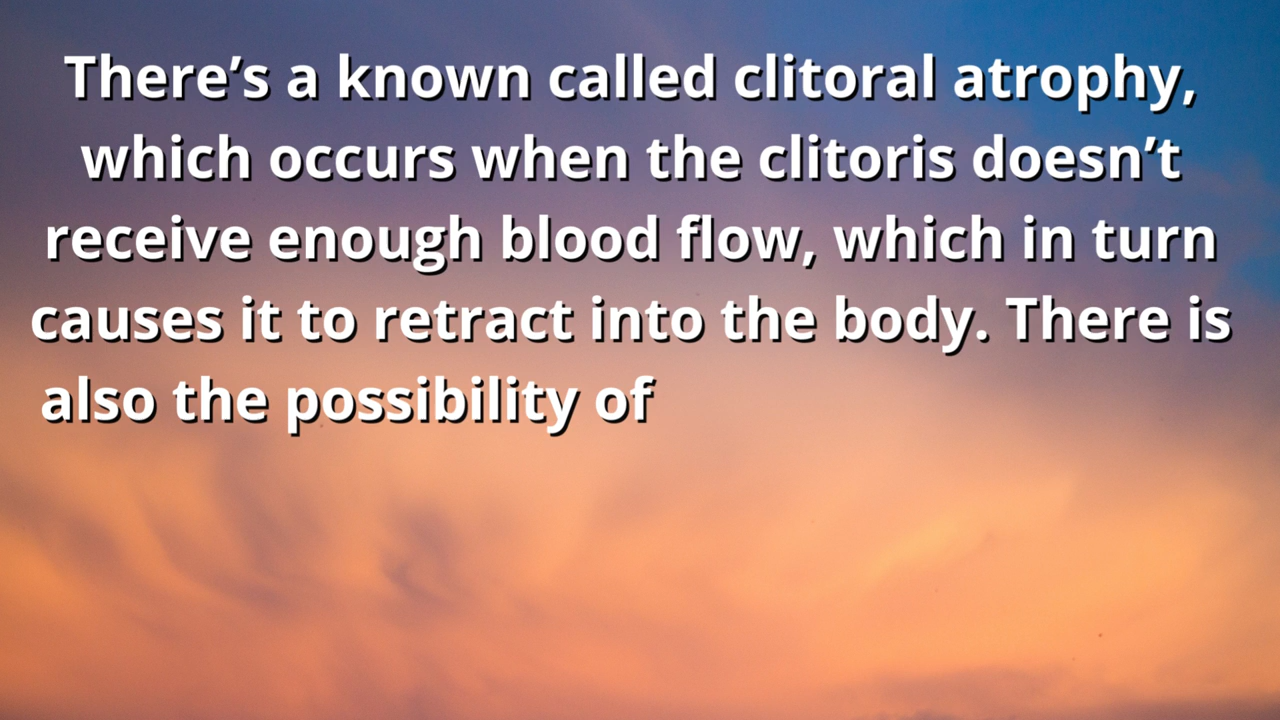 There’s a known called clitoral atrophy,
which occurs when the clitoris doesn’t
receive enough blood flow, which in turn
causes it to retract into the body. There is
also the possibility of